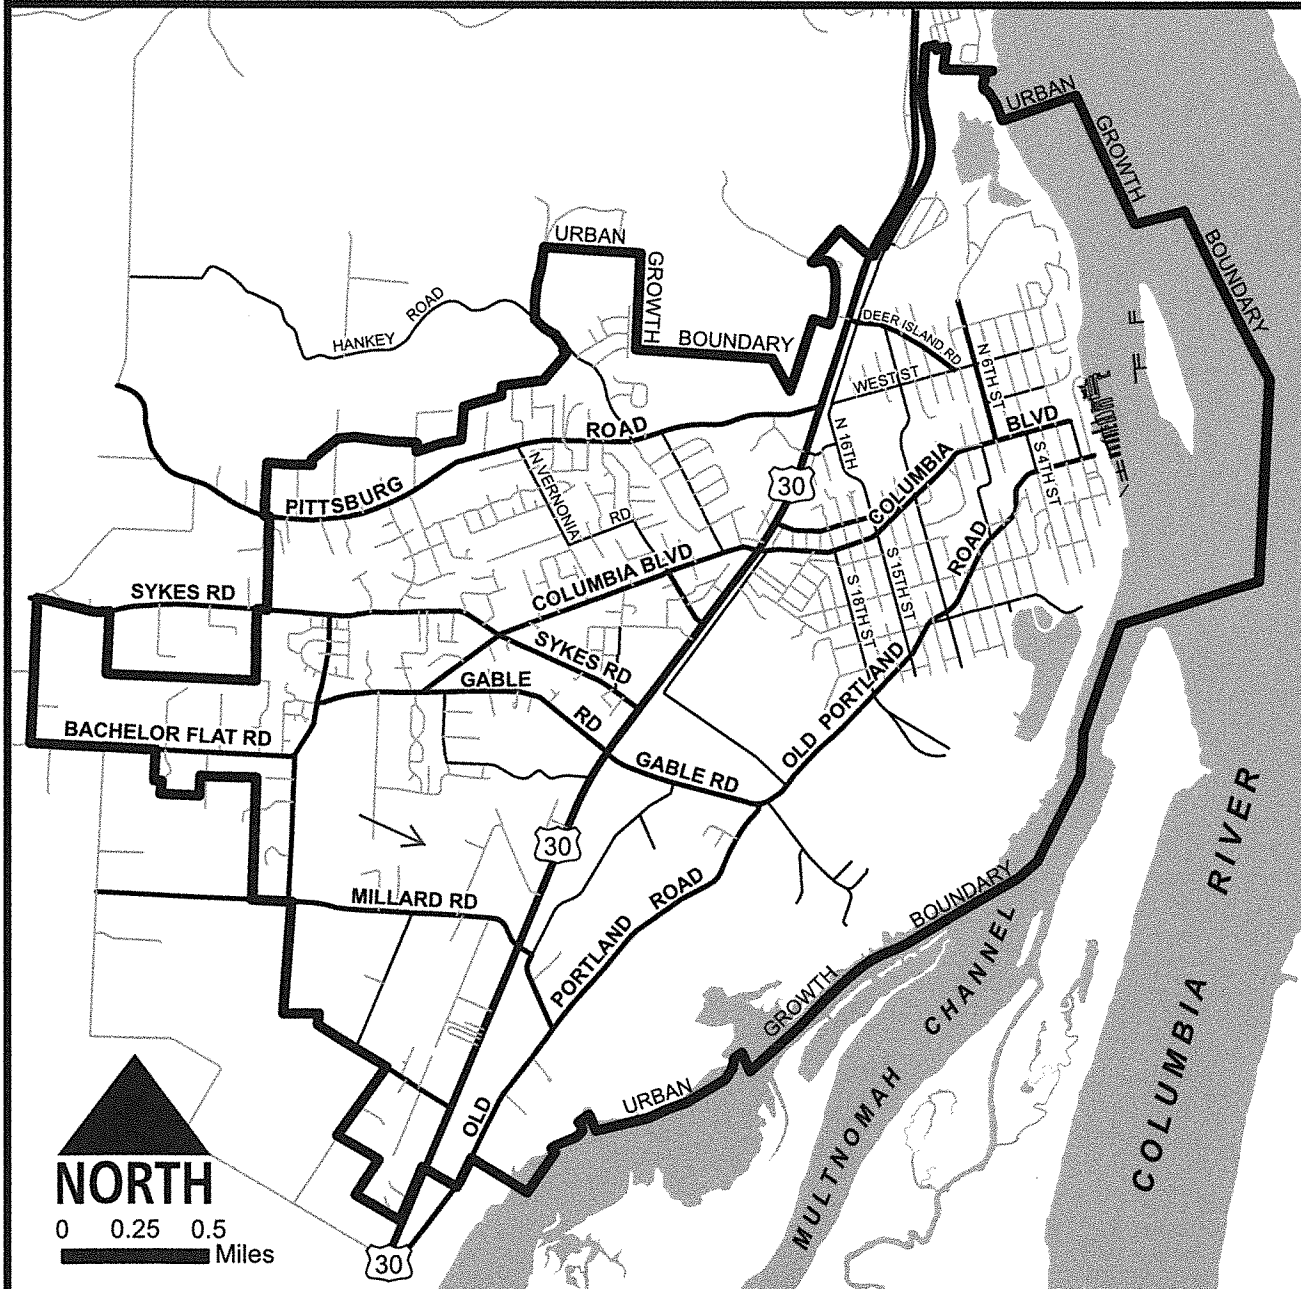 URBAN
GROWTH
BOUNDARY
URBAN
GROWTH
BOUNDARY
HANKEY ROAD
DEER ISLAND RD
WEST ST
N 6TH ST
N 16TH
PITTSBURG ROAD
N VERNONIA RD
30
COLUMBIA BLVD
S 4TH ST
COLUMBIA BLVD
SYKES RD
S 18TH ST
S 15TH ST
SYKES RD
GABLE RD
BACHELOR FLAT RD
GABLE RD
OLD PORTLAND ROAD
30
MILLARD RD
OLD PORTLAND ROAD
URBAN GROWTH BOUNDARY
MULTNOMAH CHANNEL
COLUMBIA RIVER
NORTH
0 0.25 0.5
Miles
30